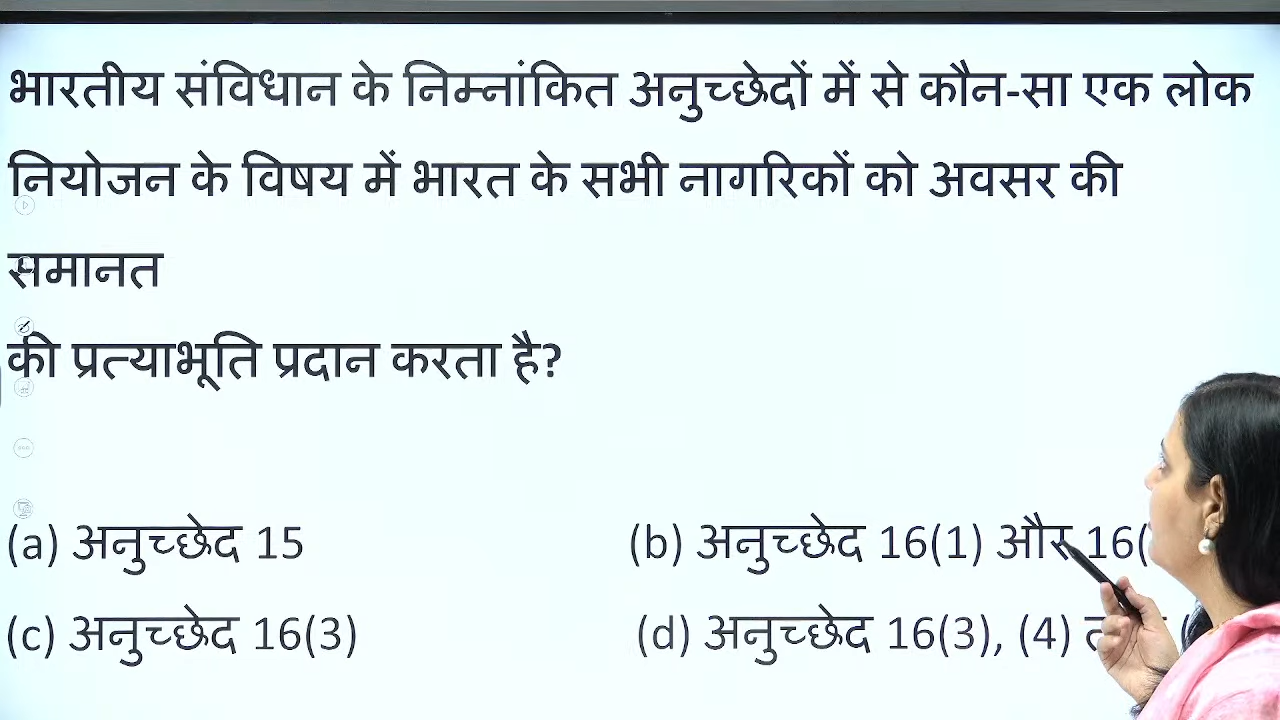 भारतीय संविधान के निम्नांकित अनुच्छेदों में से कौन-सा एक लोक
नियोजन के विषय में भारत के सभी नागरिकों को अवसर की
समानत
की प्रत्याभूति प्रदान करता है?
(a) अनुच्छेद 15 (b) अनुच्छेद 16(1) और 16(
(c) अनुच्छेद 16(3) (d) अनुच्छेद 16(3), (4)